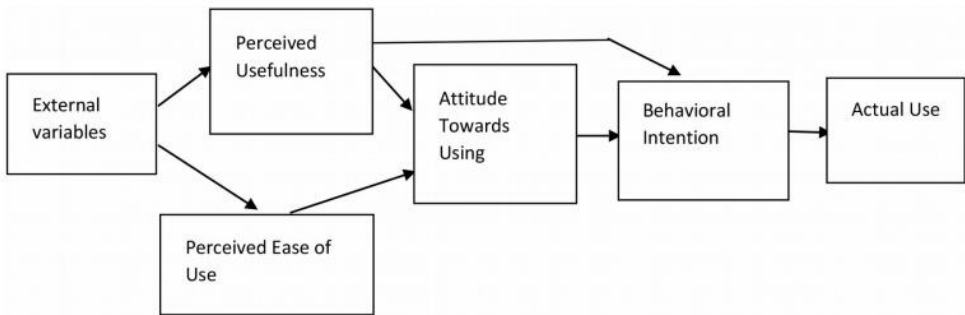 Perceived
Usefulness
External
variables
Attitude
Towards
Using
Behavioral
Intention
Actual Use
Perceived Ease of
Use